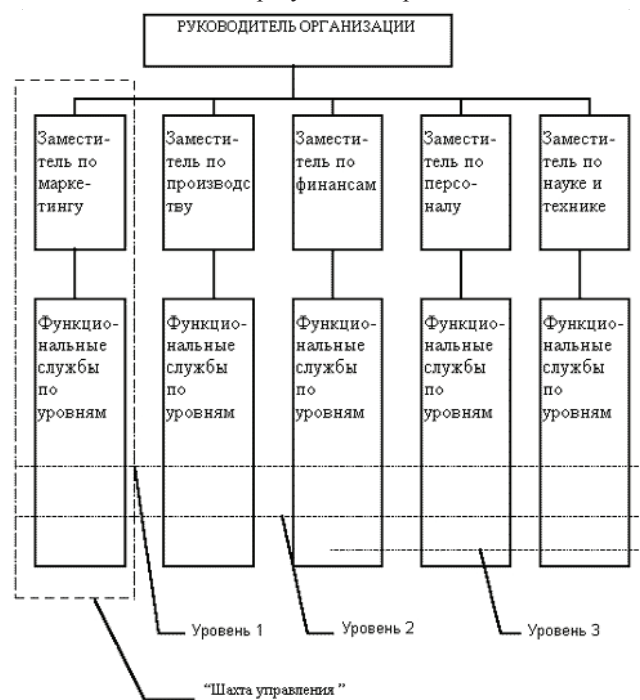 РУКОВОДИТЕЛЬ ОРГАНИЗАЦИИ
Замести-
тель по
марке-
тингу
Замести-
тель по
производс
тву
Замести-
тель по
финансам
Замести-
тель по
персо-
налу
Замести-
тель по
науке и
технике
Функцио-
нальные
службы
по
уровням
Функцио-
нальные
службы
по
уровням
Функцио-
нальные
службы
по
уровням
Функцио-
нальные
службы
по
уровням
Функцио-
нальные
службы
по
уровням
Уровень 1
Уровень 2
Уровень 3
“Шахта управления ”